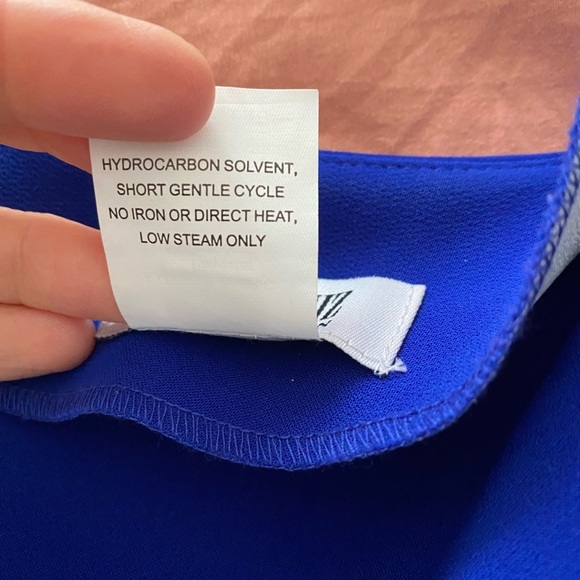 HYDROCARBON SOLVENT,
SHORT GENTLE CYCLE
NO IRON OR DIRECT HEAT,
LOW STEAM ONLY